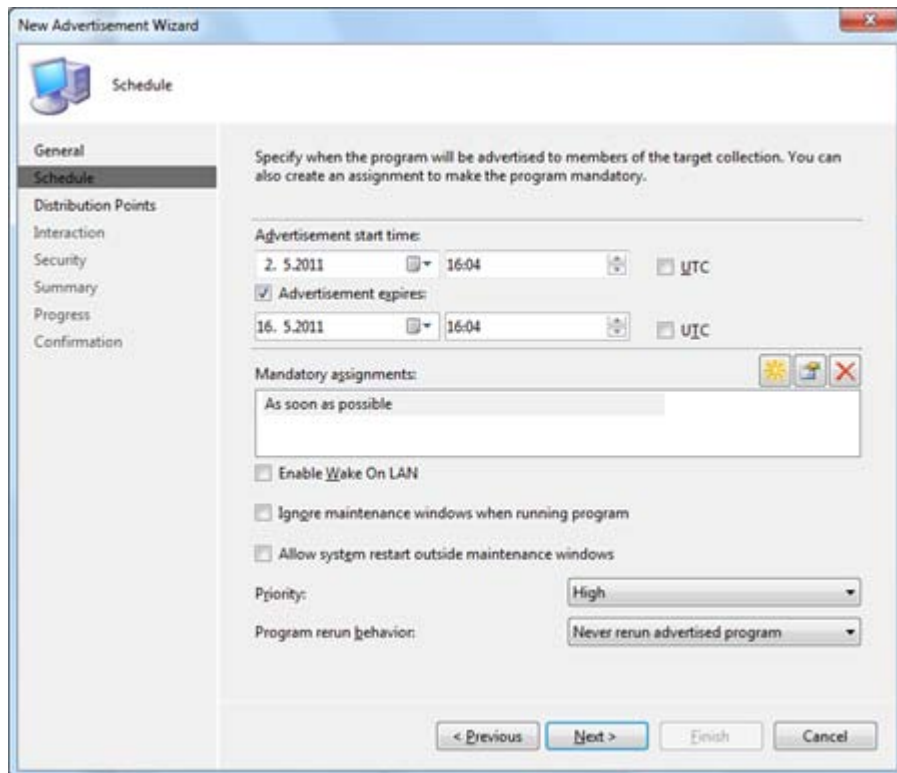 New Advertisement Wizard
Schedule
General
Schedule
Distribution Points
Interaction
Security
Summary
Progress
Confirmation
Specify when the program will be advertised to members of the target collection. You can
also create an assignment to make the program mandatory.
Advertisement start time:
2. 5.2011 16:04 UTC
Advertisement expires:
16. 5.2011 16:04 UTC
Mandatory assignments:
As soon as possible
Enable Wake On LAN
Ignore maintenance windows when running program
Allow system restart outside maintenance windows
Priority: High
Program rerun behavior: Never rerun advertised program
< Previous Next > Finish Cancel